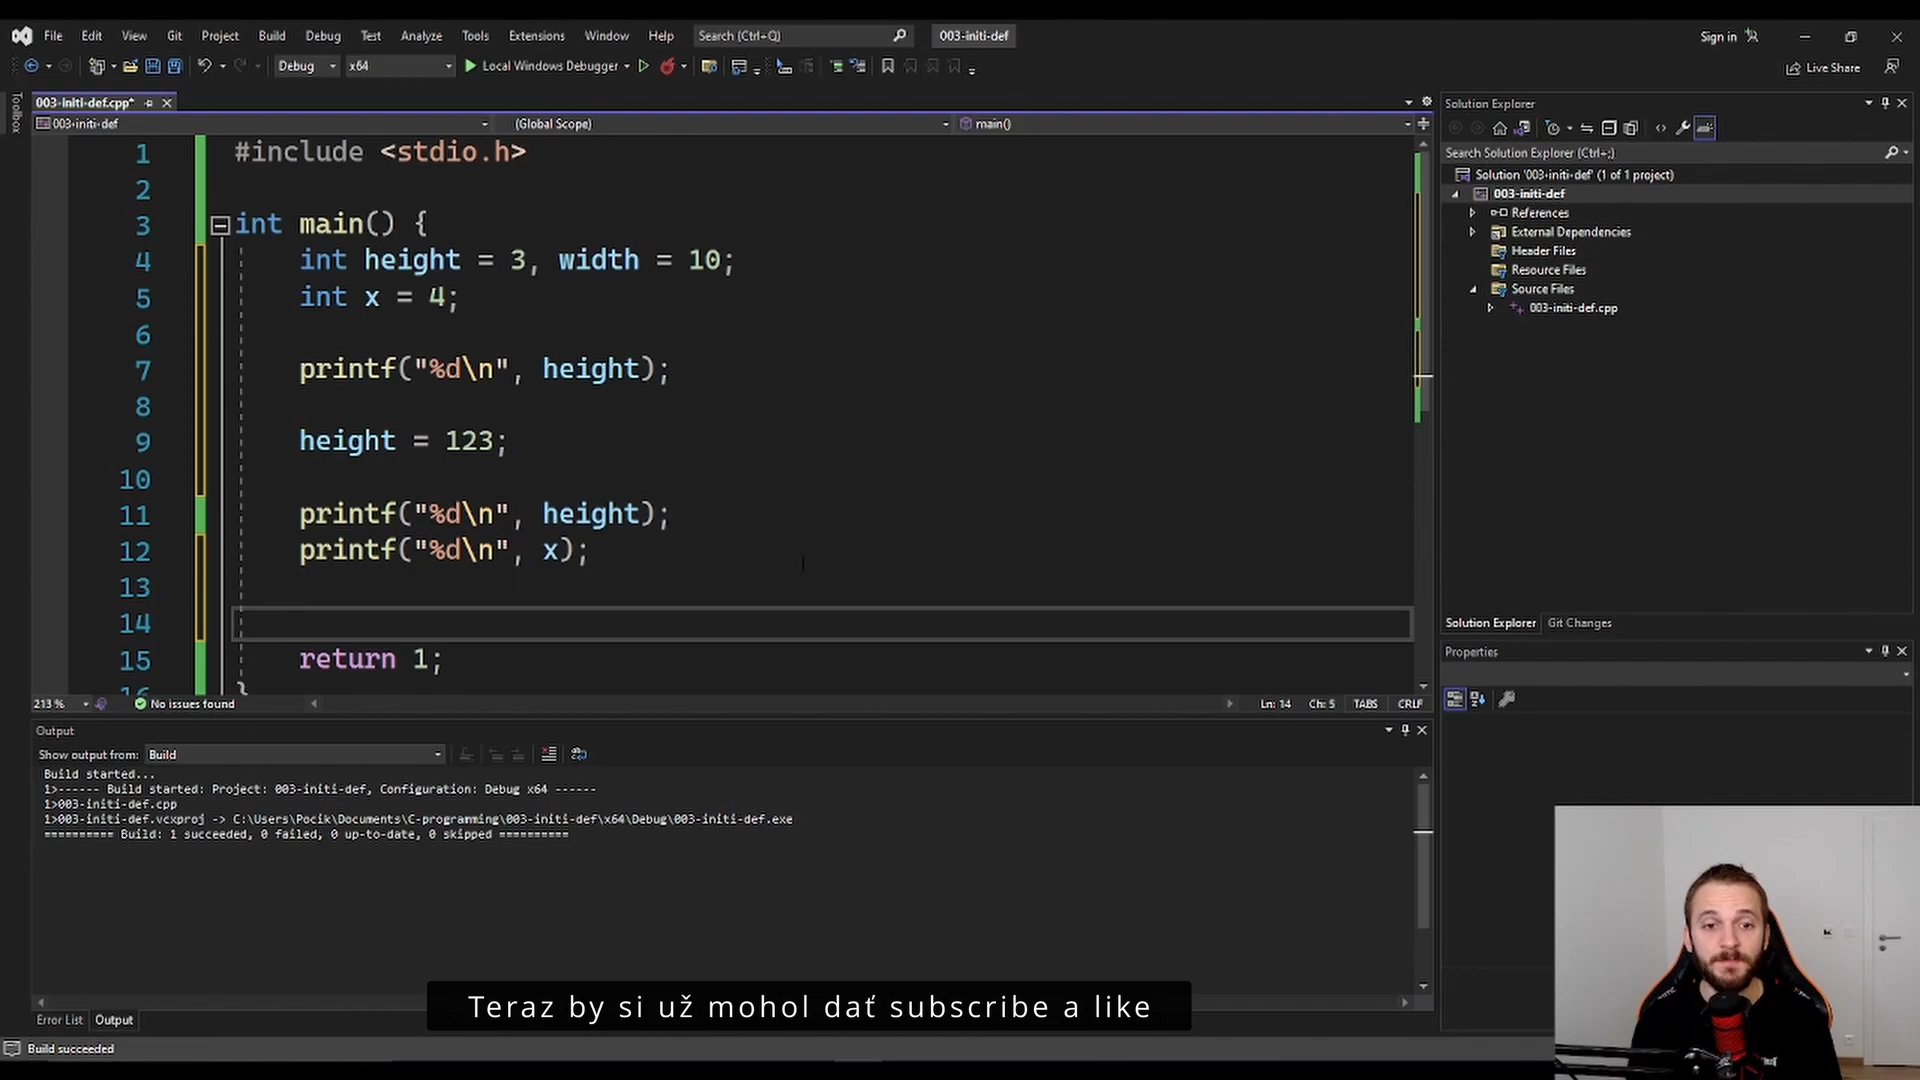 File Edit View Git Project Build Debug Test Analyze Tools Extensions Window Help Search (Ctrl+Q) 003-initi-def Sign in
Debug x64 Local Windows Debugger Live Share
Toolbox
003-initi-def.cpp*
003-initi-def (Global Scope) main()
1 #include <stdio.h>
2
3 int main() {
4 int height = 3, width = 10;
5 int x = 4;
6
7 printf("%d\n", height);
8
9 height = 123;
10
11 printf("%d\n", height);
12 printf("%d\n", x);
13
14
15 return 1;
16 }
213 % No issues found Ln: 14 Ch: 5 TABS CRLF
Output
Show output from: Build
Build started...
1>------ Build started: Project: 003-initi-def, Configuration: Debug x64 ------
1>003-initi-def.cpp
1>003-initi-def.vcxproj -> C:\Users\Pocik\Documents\C-programming\003-initi-def\x64\Debug\003-initi-def.exe
========== Build: 1 succeeded, 0 failed, 0 up-to-date, 0 skipped ==========
Error List Output
Build succeeded
Solution Explorer
Search Solution Explorer (Ctrl+;)
Solution '003-initi-def' (1 of 1 project)
003-initi-def
References
External Dependencies
Header Files
Resource Files
Source Files
003-initi-def.cpp
Solution Explorer Git Changes
Properties
Teraz by si už mohol dať subscribe a like